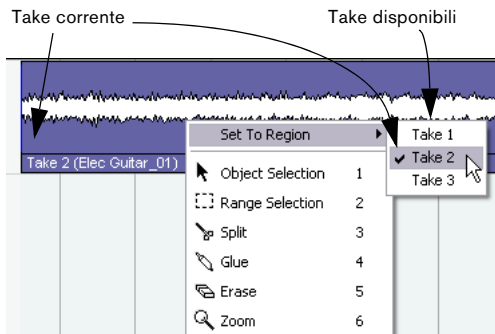 Take corrente Take disponibili
Set To Region Take 1
Take 2
Take 3
Take 2 (Elec Guitar_01)
Object Selection 1
Range Selection 2
Split 3
Glue 4
Erase 5
Zoom 6